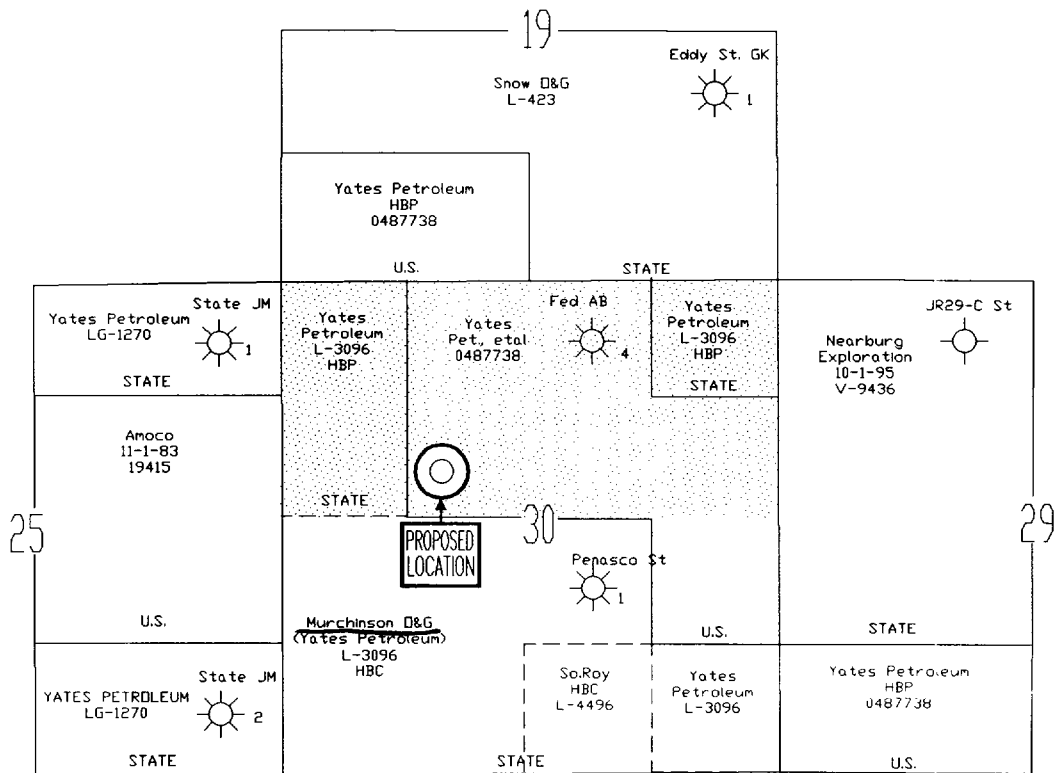 19
Eddy St. GK
Snow O&G
L-423
1
Yates Petroleum
HBP
0487738
U.S.
STATE
State JM
Yates Petroleum
LG-1270
1
STATE
Yates
Petroleum
L-3096
HBP
STATE
Fed AB
Yates
Pet., etal
0487738
4
Yates
Petroleum
L-3096
HBP
STATE
JR29-C St
Nearburg
Exploration
10-1-95
V-9436
Amoco
11-1-83
19415
25
30
29
PROPOSED
LOCATION
Penasco St
1
U.S.
Murchinson O&G
(Yates Petroleum)
L-3096
HBC
U.S.
STATE
State JM
YATES PETROLEUM
LG-1270
2
STATE
So.Roy
HBC
L-4496
Yates
Petroleum
L-3096
Yates Petroleum
HBP
0487738
STATE
U.S.